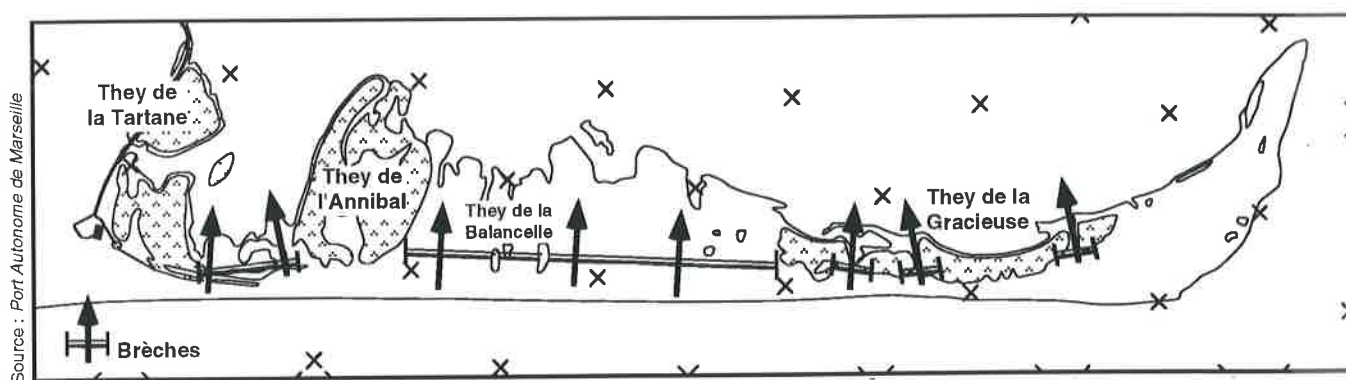 They de
la Tartane
They de
l'Annibal
They de la
Balancelle
They de la
Gracieuse
Brèches
Source : Port Autonome de Marseille